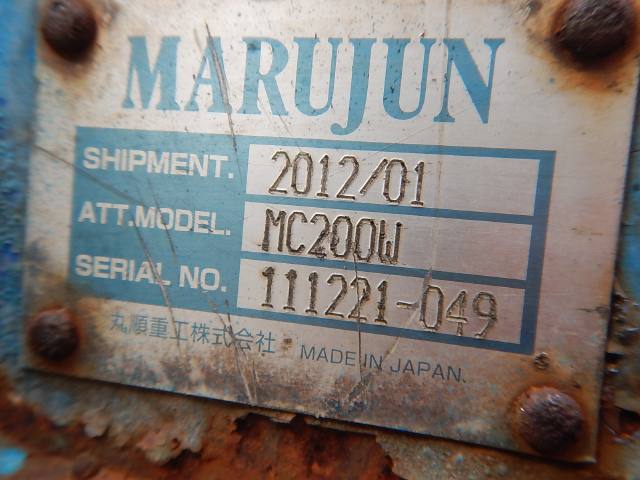 MARUJUN
SHIPMENT. 2012/01
ATT.MODEL. MC200W
SERIAL NO. 111221-049
丸順重工株式会社 MADE IN JAPAN.